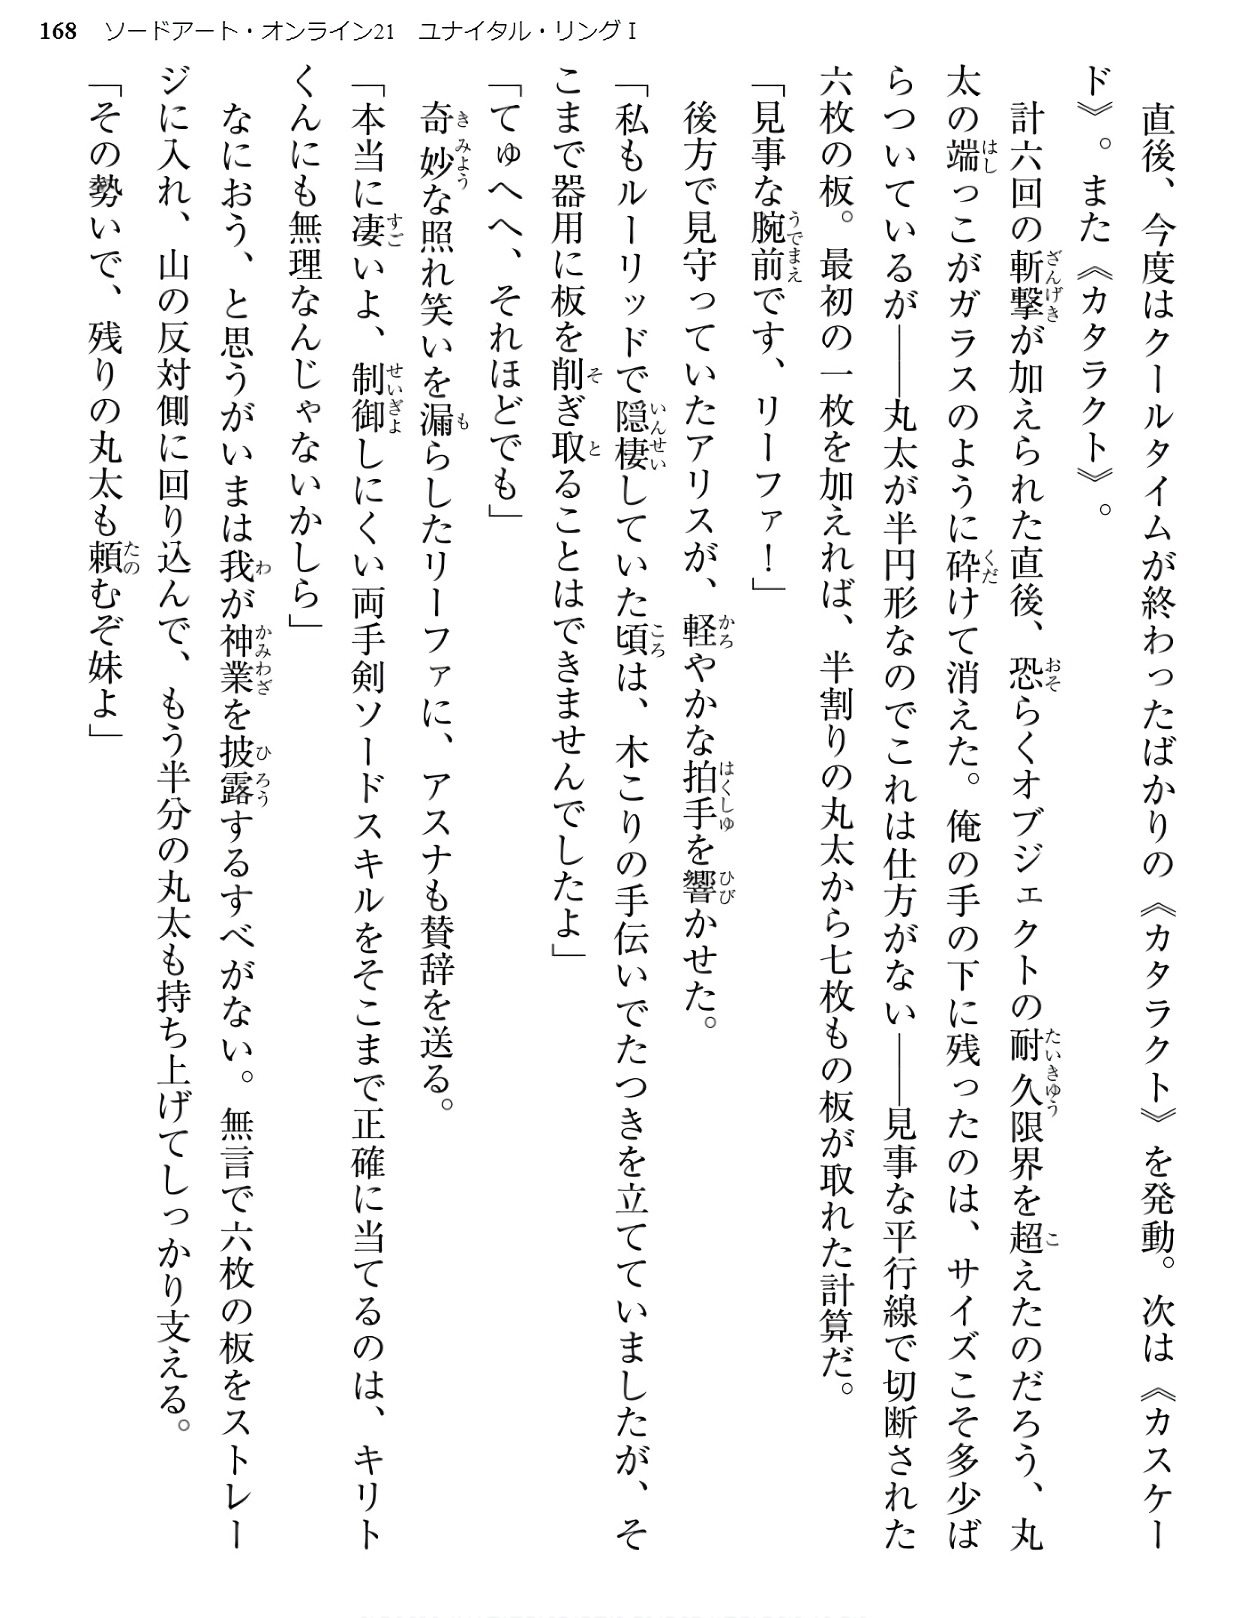 168 ソードアート・オンライン21 ユナイタル・リングⅠ
　直後、今度はクールタイムが終わったばかりの《カタラクト》を発動。次は《カスケー
ド》。また《カタラクト》。
　計六回の斬撃が加えられた直後、恐らくオブジェクトの耐久限界を超えたのだろう、丸
太の端っこがガラスのように砕けて消えた。俺の手の下に残ったのは、サイズこそ多少ば
らついているが――丸太が半円形なのでこれは仕方がない――見事な平行線で切断された
六枚の板。最初の一枚を加えれば、半割りの丸太から七枚もの板が取れた計算だ。
「見事な腕前です、リーファ！」
　後方で見守っていたアリスが、軽やかな拍手を響かせた。
「私もルーリッドで隠棲していた頃は、木こりの手伝いでたつきを立てていましたが、そ
こまで器用に板を削ぎ取ることはできませんでしたよ」
「てゅへへ、それほどでも」
　奇妙な照れ笑いを漏らしたリーファに、アスナも賛辞を送る。
「本当に凄いよ、制御しにくい両手剣ソードスキルをそこまで正確に当てるのは、キリト
くんにも無理なんじゃないかしら」
　なにおう、と思うがいまは我が神業を披露するすべがない。無言で六枚の板をストレー
ジに入れ、山の反対側に回り込んで、もう半分の丸太も持ち上げてしっかり支える。
「その勢いで、残りの丸太も頼むぞ妹よ」